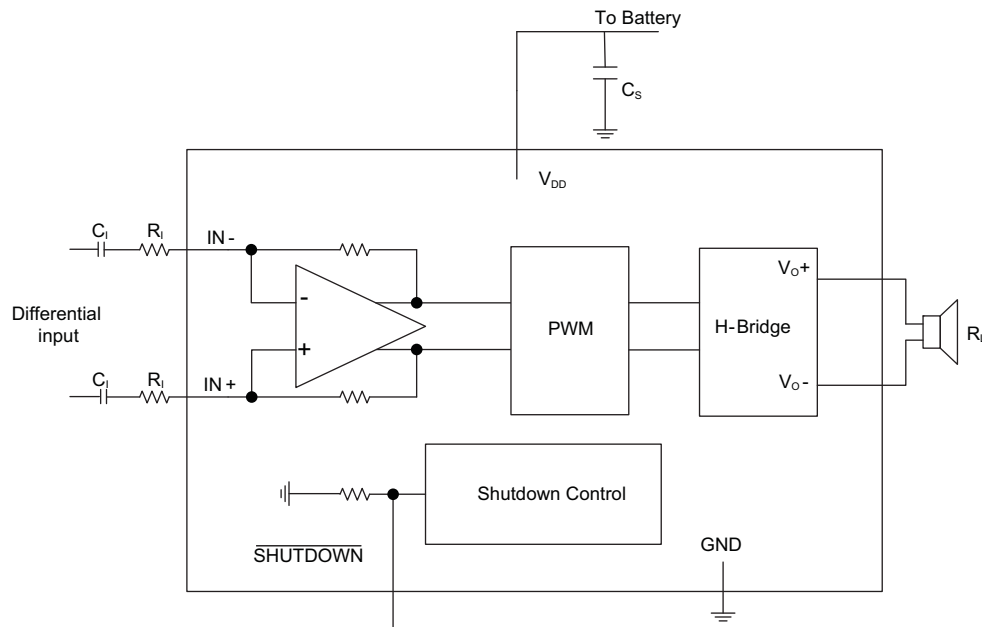 To Battery
C_S
V_DD
C_I
R_I
IN -
Differential
input
-
+
PWM
H-Bridge
V_O+
V_O-
R_L
C_I
R_I
IN +
Shutdown Control
SHUTDOWN
GND